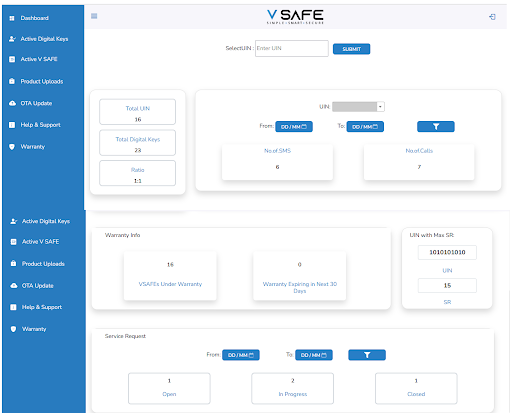 Dashboard
Active Digital Keys
Active V SAFE
Product Uploads
OTA Update
Help & Support
Warranty
V SAFE
SIMPLE•SMART•SECURE
SelectUIN : Enter UIN SUBMIT
Total UIN
16
Total Digital Keys
23
Ratio
1:1
UIN:
From: DD / MM To: DD / MM
No.of.SMS
6
No.of.Calls
7
Active Digital Keys
Active V SAFE
Product Uploads
OTA Update
Help & Support
Warranty
Warranty Info
16
VSAFEs Under Warranty
0
Warranty Expiring in Next 30
Days
UIN with Max SR:
1010101010
UIN
15
SR
Service Request
From: DD / MM To: DD / MM
1
Open
2
In Progress
1
Closed